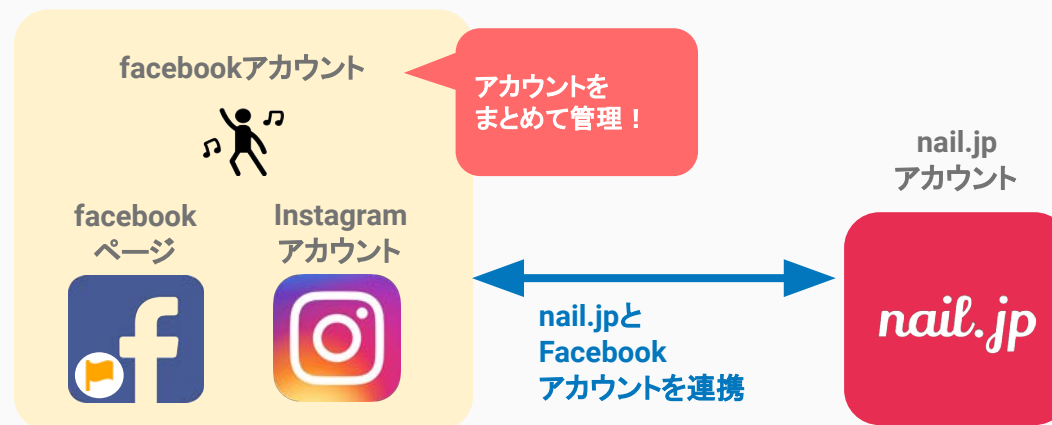 facebookアカウント
アカウントを
まとめて管理！
facebook
ページ
Instagram
アカウント
nail.jpと
Facebook
アカウントを連携
nail.jp
アカウント
nail.jp